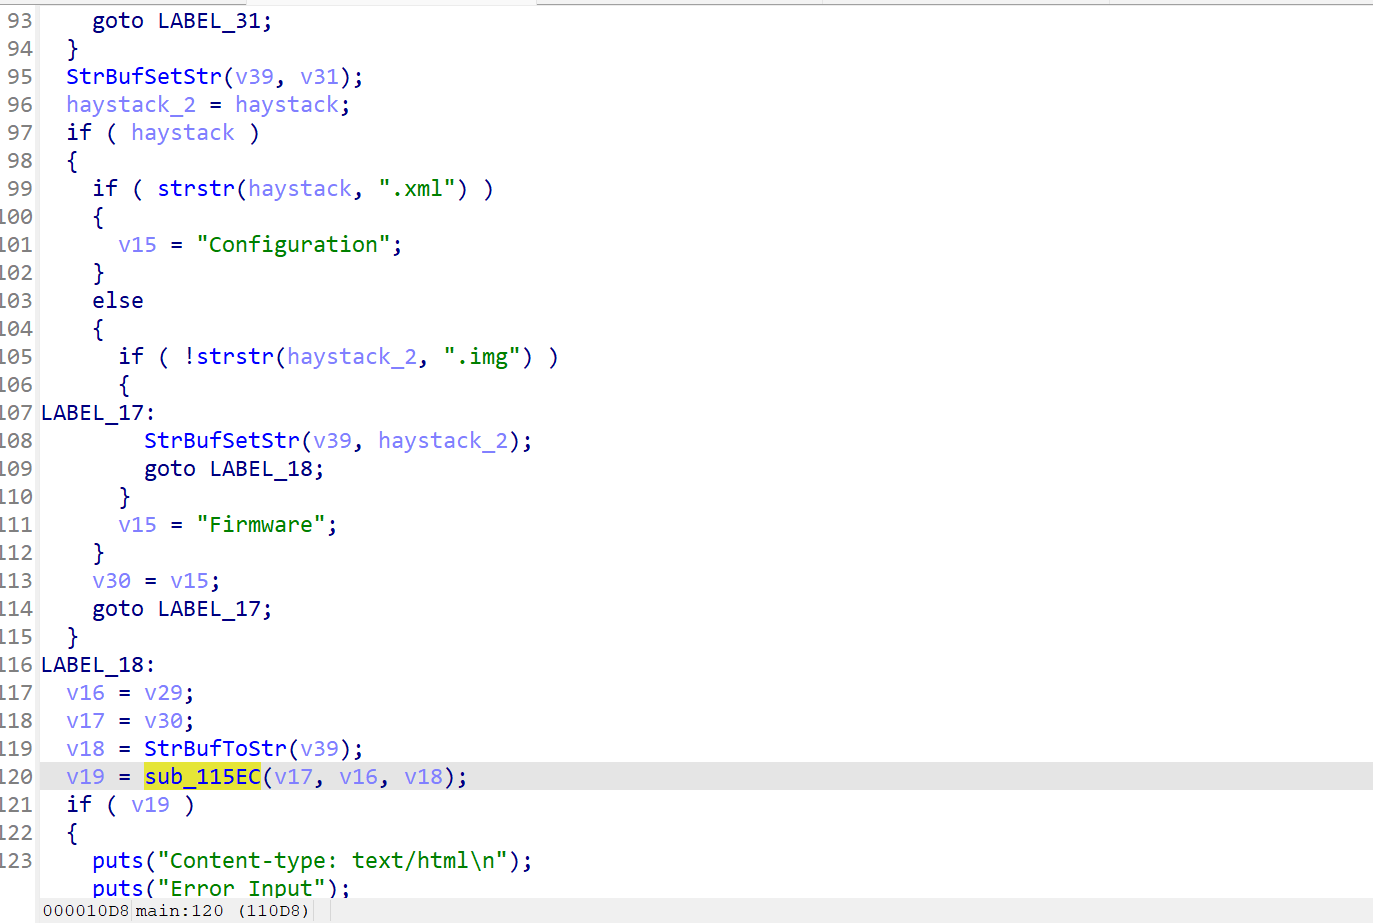 93 goto LABEL_31;
94 }
95 StrBufSetStr(v39, v31);
96 haystack_2 = haystack;
97 if ( haystack )
98 {
99 if ( strstr(haystack, ".xml") )
100 {
101 v15 = "Configuration";
102 }
103 else
104 {
105 if ( !strstr(haystack_2, ".img") )
106 {
107 LABEL_17:
108 StrBufSetStr(v39, haystack_2);
109 goto LABEL_18;
110 }
111 v15 = "Firmware";
112 }
113 v30 = v15;
114 goto LABEL_17;
115 }
116 LABEL_18:
117 v16 = v29;
118 v17 = v30;
119 v18 = StrBufToStr(v39);
120 v19 = sub_115EC(v17, v16, v18);
121 if ( v19 )
122 {
123 puts("Content-type: text/html\n");
puts("Error Input");
000010D8 main:120 (110D8)